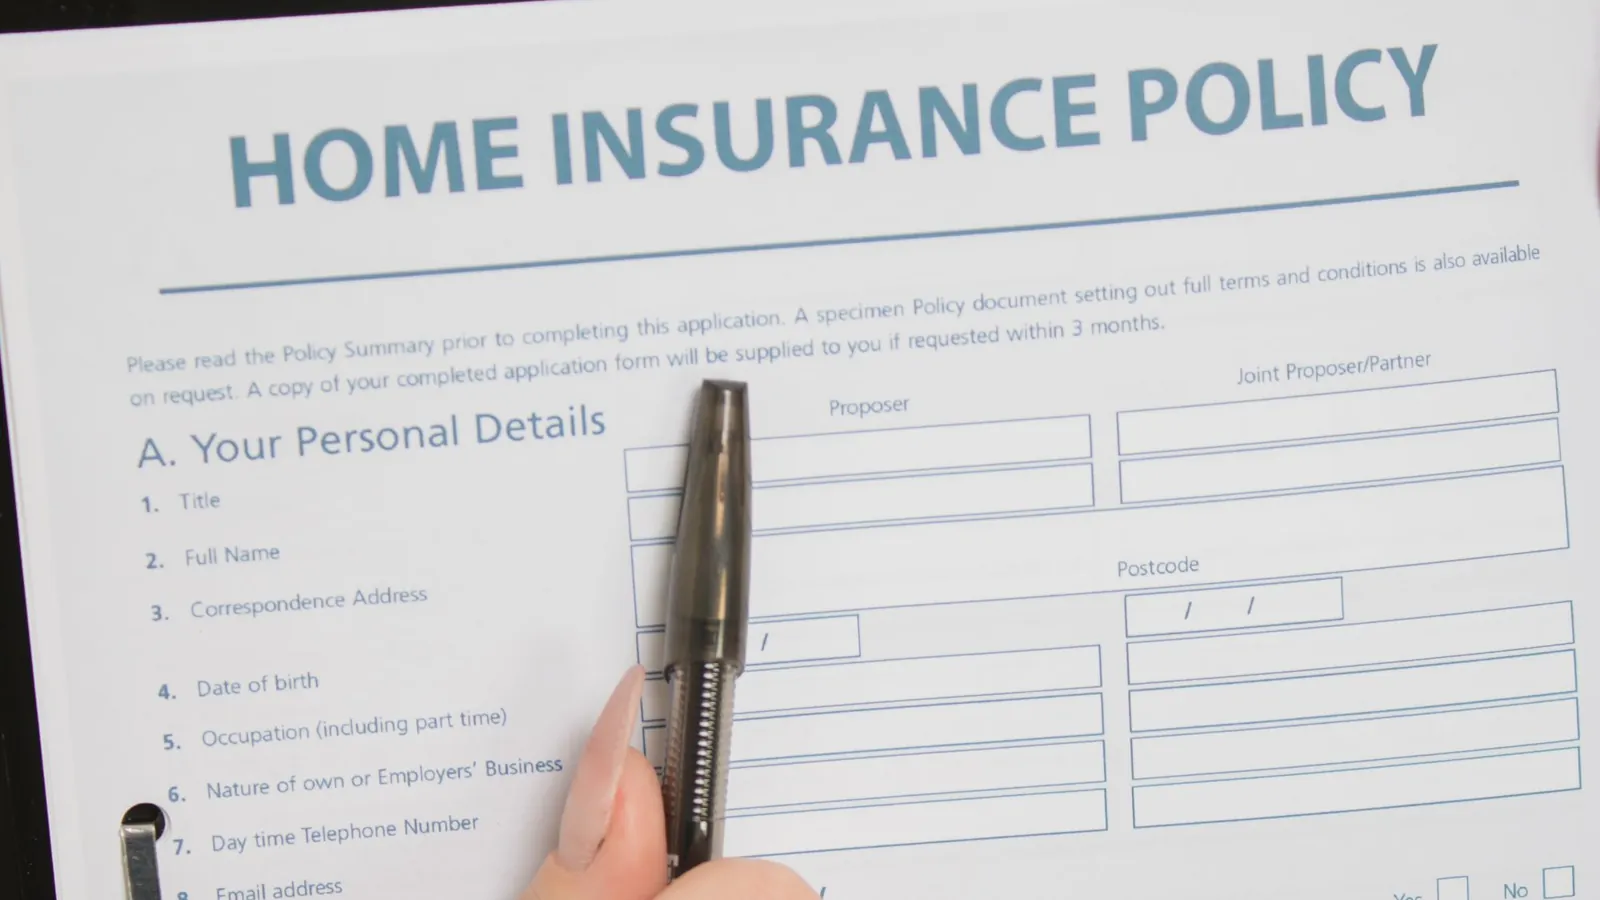 HOME INSURANCE POLICY
Please read the Policy Summary prior to completing this application. A specimen Policy document setting out full terms and conditions is also available
on request. A copy of your completed application form will be supplied to you if requested within 3 months.
A. Your Personal Details
Proposer
Joint Proposer/Partner
1. Title
2. Full Name
3. Correspondence Address
Postcode
4. Date of birth
/
/ /
5. Occupation (including part time)
6. Nature of own or Employers' Business
7. Day time Telephone Number
8. Email address
Yes
No